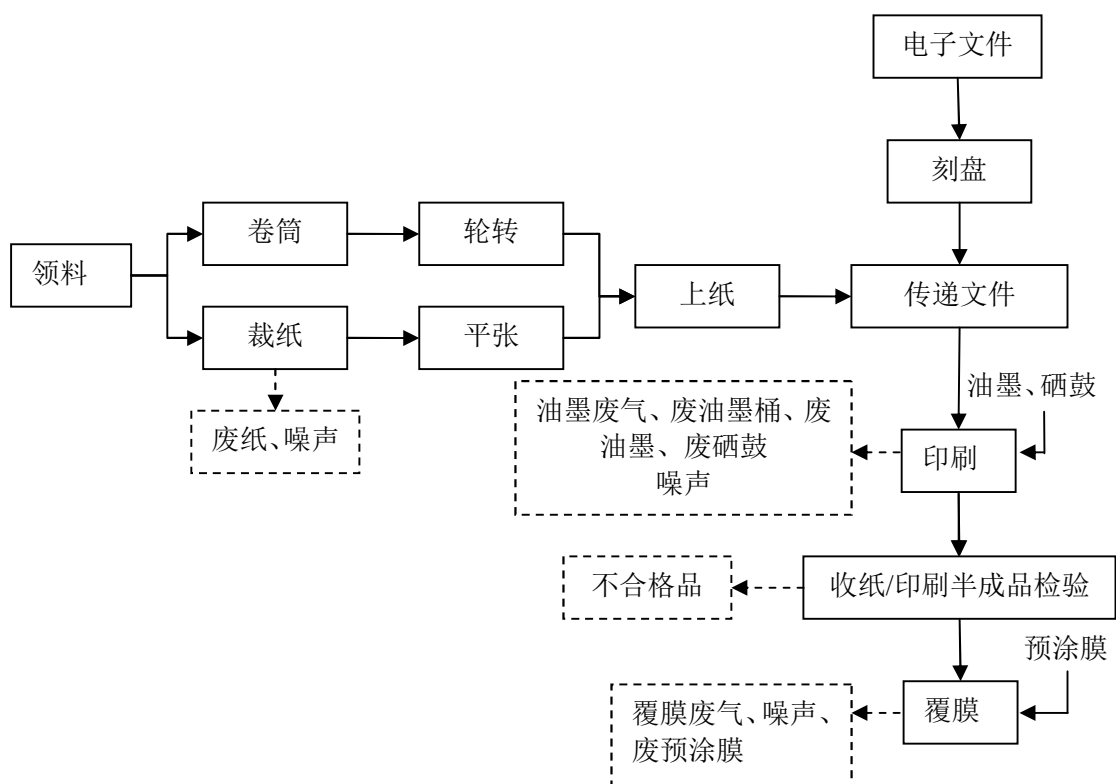 电子文件
刻盘
卷筒
轮转
领料
上纸
传递文件
裁纸
平张
废纸、噪声
油墨、硒鼓
油墨废气、废油墨桶、废
油墨、废硒鼓
噪声
印刷
不合格品
收纸/印刷半成品检验
预涂膜
覆膜废气、噪声、
废预涂膜
覆膜